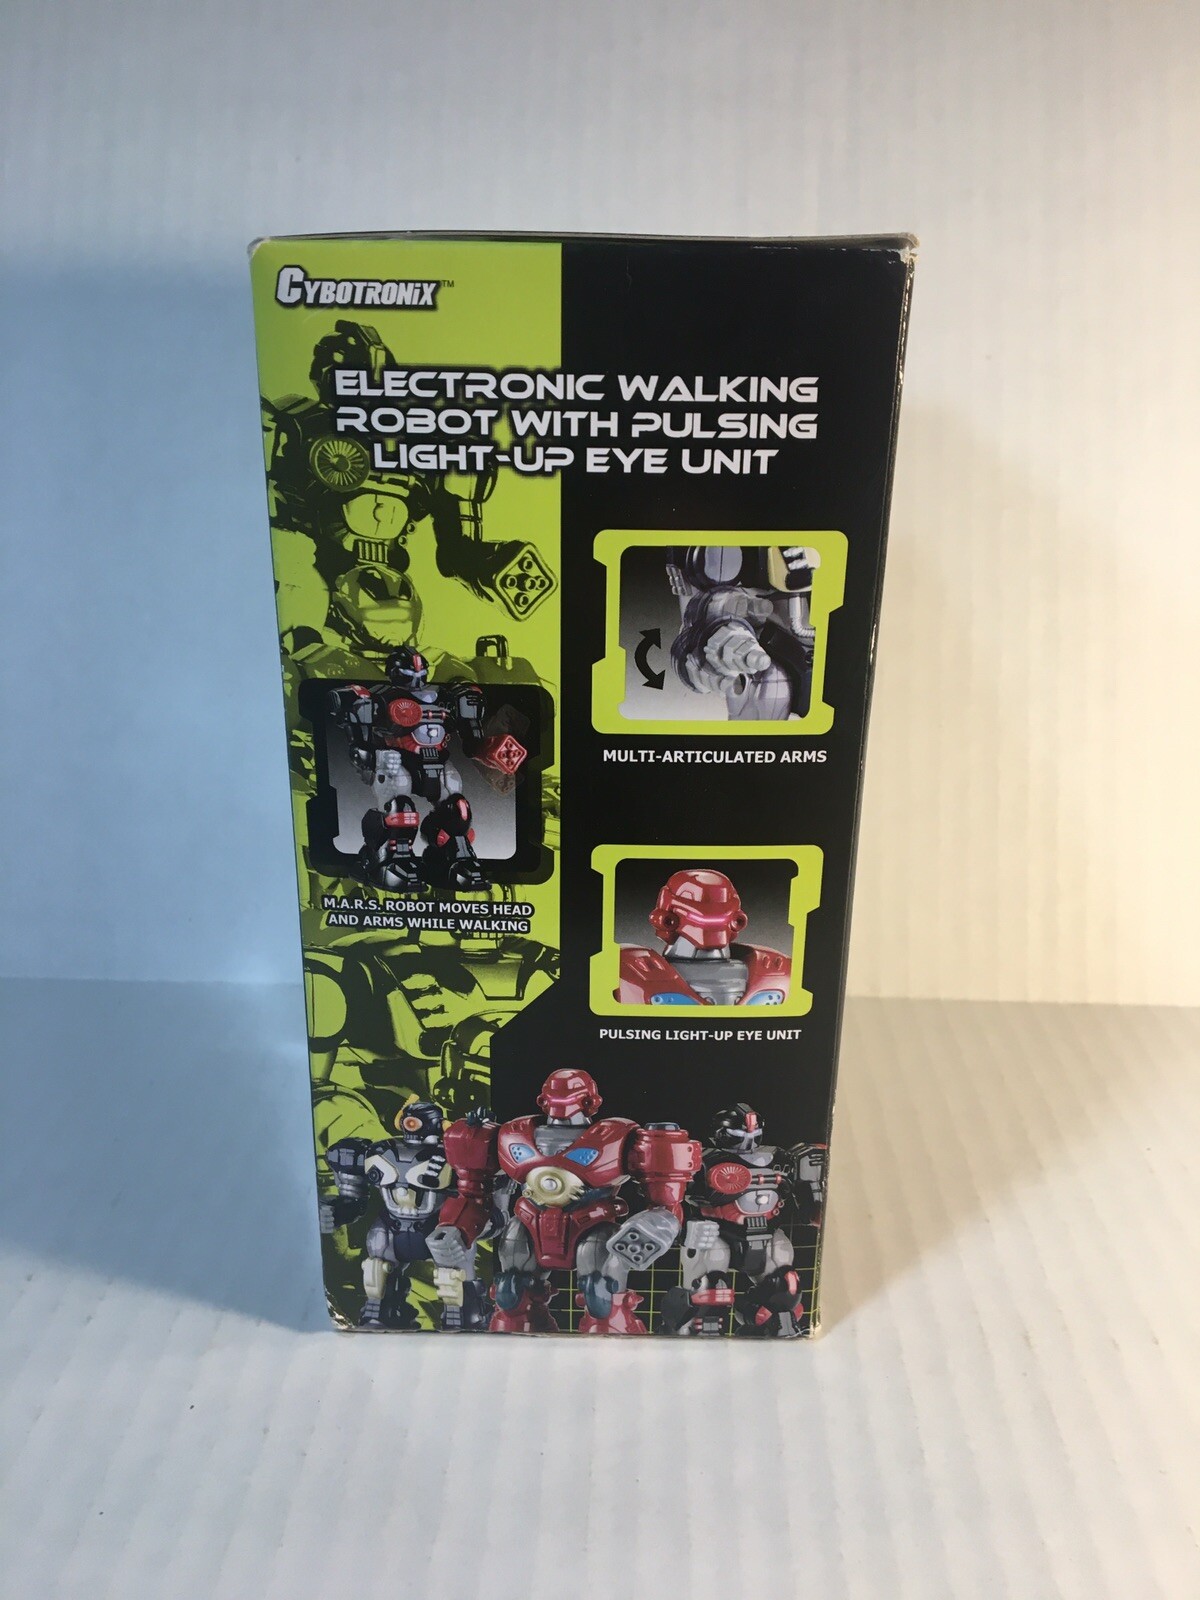 CYBOTRONiX™
ELECTRONIC WALKING
ROBOT WITH PULSING
LIGHT-UP EYE UNIT
MULTI-ARTICULATED ARMS
M.A.R.S. ROBOT MOVES HEAD
AND ARMS WHILE WALKING
PULSING LIGHT-UP EYE UNIT